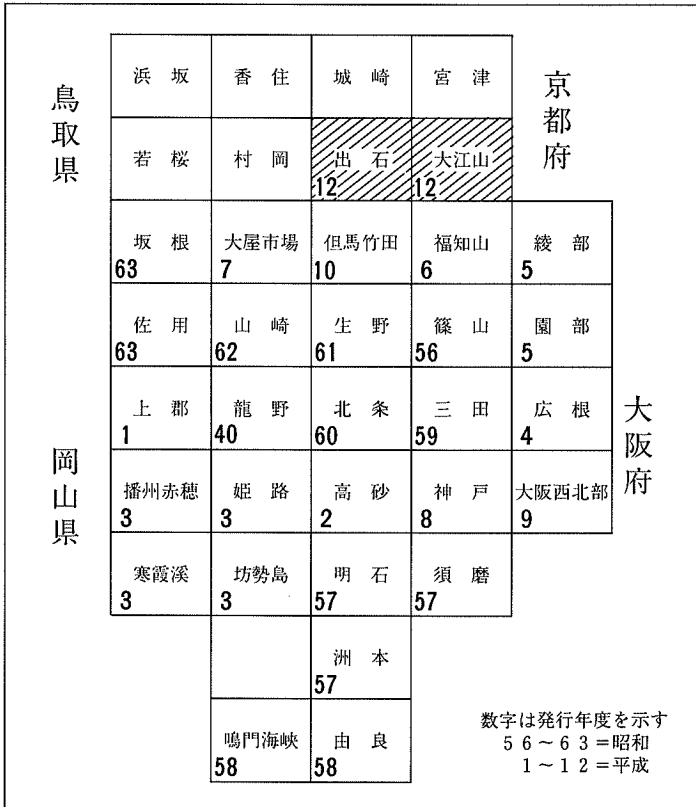 浜坂 香住 城崎 宮津
鳥取県
京都府
若桜 村岡 出石 大江山
12 12
坂根 大屋市場 但馬竹田 福知山 綾部
63 7 10 6 5
佐用 山崎 生野 篠山 園部
63 62 61 56 5
上郡 龍野 北条 三田 広根
1 40 60 59 4
大阪府
岡山県
播州赤穂 姫路 高砂 神戸 大阪西北部
3 3 2 8 9
寒霞渓 坊勢島 明石 須磨
3 3 57 57
洲本
57
鳴門海峡 由良
58 58
数字は発行年度を示す
56~63=昭和
1~12=平成